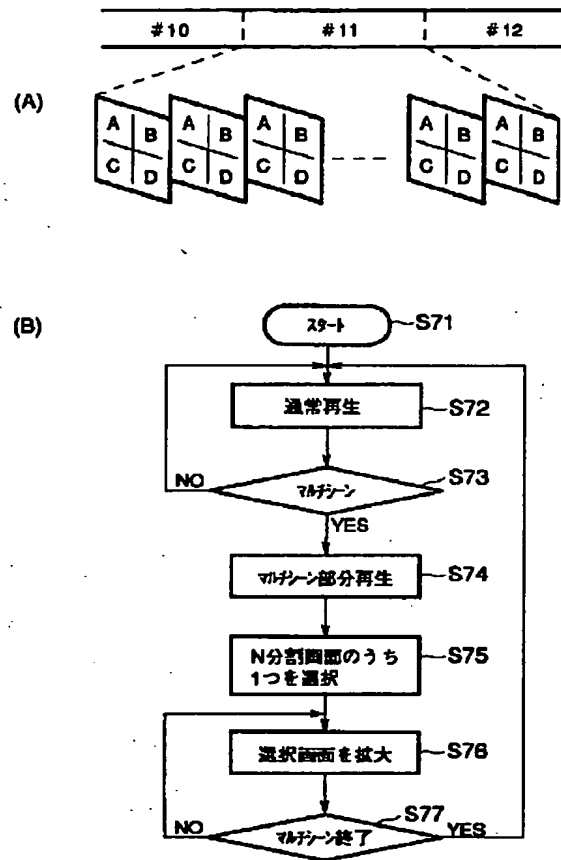 #10 #11 #12
(A)
A B A B A B A B A B
C D C D C D C D C D
(B)
スタート S71
通常再生 S72
マルチシーン S73
NO
YES
マルチシーン部分再生 S74
N分割画面のうち
1つを選択 S75
選択画面を拡大 S76
マルチシーン終了 S77
NO YES